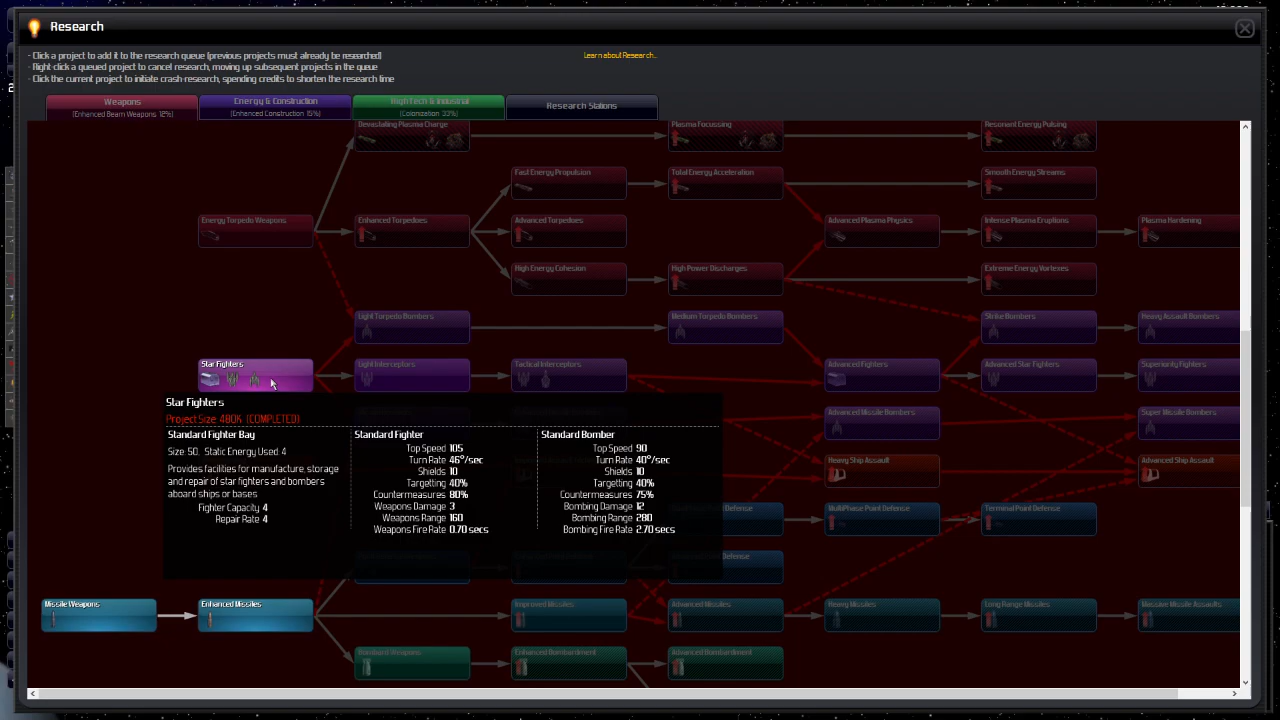 Research
- Click a project to add it to the research queue (previous projects must already be researched)
- Right-click a queued project to cancel research, moving up subsequent projects in the queue
- Click the current project to initiate crash-research, spending credits to shorten the research time
Learn about Research...
Weapons
(Enhanced Beam Weapons 12%)
Energy & Construction
(Enhanced Construction 15%)
High Tech & Industrial
(Colonization 33%)
Research Stations
Devastating Plasma Charge
Plasma Focussing
Resonant Energy Pulsing
Fast Energy Propulsion
Total Energy Acceleration
Smooth Energy Streams
Energy Torpedo Weapons
Enhanced Torpedoes
Advanced Torpedoes
Advanced Plasma Physics
Intense Plasma Eruptions
Plasma Hardening
High Energy Cohesion
High Power Discharges
Extreme Energy Vortexes
Light Torpedo Bombers
Medium Torpedo Bombers
Strike Bombers
Heavy Assault Bombers
Star Fighters
Light Interceptors
Tactical Interceptors
Advanced Fighters
Advanced Star Fighters
Superiority Fighters
Advanced Missile Bombers
Super Missile Bombers
Heavy Ship Assault
Advanced Ship Assault
Star Fighters
Project Size: 480K (COMPLETED)
Standard Fighter Bay
Size: 50, Static Energy Used: 4
Provides facilities for manufacture, storage
and repair of star fighters and bombers
aboard ships or bases
Fighter Capacity 4
Repair Rate 4
Standard Fighter
Top Speed 105
Turn Rate 46°/sec
Shields 10
Targetting 40%
Countermeasures 80%
Weapons Damage 3
Weapons Range 160
Weapons Fire Rate 0.70 secs
Standard Bomber
Top Speed 90
Turn Rate 40°/sec
Shields 10
Targetting 40%
Countermeasures 75%
Bombing Damage 12
Bombing Range 280
Bombing Fire Rate 2.70 secs
Defense
MultiPhase Point Defense
Terminal Point Defense
Defense
Missile Weapons
Enhanced Missiles
Improved Missiles
Advanced Missiles
Heavy Missiles
Long Range Missiles
Massive Missile Assaults
Bombard Weapons
Enhanced Bombardment
Advanced Bombardment